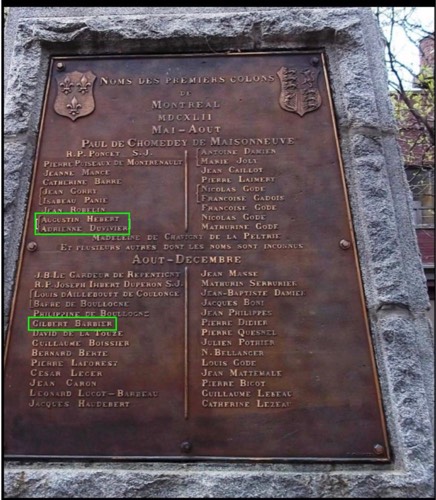 NOMS DES PREMIERS COLONS
DE
MONTREAL
MDCXLII
MAI-AOUT
PAUL DE CHOMEDEY DE MAISONNEUVE
R.P. PONCET S.J.
PIERRE PUISEAUX DE MONTRENAULT
JEANNE MANCE
CATHERINE BARRE
JEAN GORRY
ISABEAU PANIE
JEAN ROBELIN
AUGUSTIN HEBERT
ADRIENNE DUVIVIER
ANTOINE DAMIEN
MARIE JOLY
JEAN CAILLOT
PIERRE LAIMERY
NICOLAS GODE
FRANCOISE GADOIS
FRANCOISE GODE
NICOLAS GODE
MATHURINE GODE
MADELEINE DE CHAUVIGNY DE LA PELTRIE
ET PLUSIEURS AUTRES DONT LES NOMS SONT INCONNUS
AOUT-DECEMBRE
J.B. LE GARDEUR DE REPENTIGNY
R.P. JOSEPH IMBERT DUPERON S.J.
LOUIS D'AILLEBOUT DE COULONGE
BARBE DE BOULLOGNE
PHILIPPINE DE BOULLOGNE
GILBERT BARBIER
DAVID DE LA TOUZE
GUILLAUME BOISSIER
BERNARD BERTE
PIERRE LAFOREST
CESAR LEGER
JEAN CARON
LEONARD LUCOT-BARBEAU
JACQUES HAUDEBERT
JEAN MASSE
MATHURIN SERRURIER
JEAN-BAPTISTE DAMIEN
JACQUES BONI
JEAN PHILIPPES
PIERRE DIDIER
PIERRE QUESNEL
JULIEN POTHIER
N. BELLANGER
LOUIS GODE
JEAN MATTEMALE
PIERRE BIGOT
GUILLAUME LEBEAU
CATHERINE LEZEAU